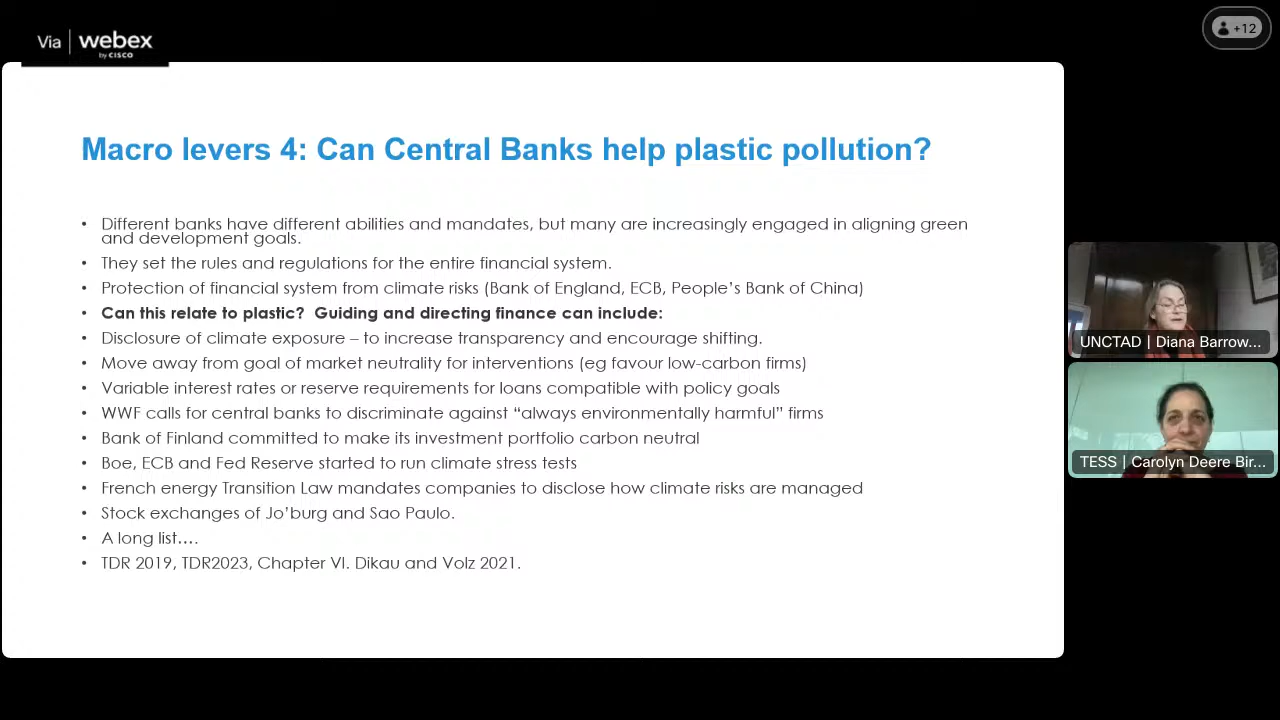 Via webex
by CISCO
+12
Macro levers 4: Can Central Banks help plastic pollution?
• Different banks have different abilities and mandates, but many are increasingly engaged in aligning green
and development goals.
• They set the rules and regulations for the entire financial system.
• Protection of financial system from climate risks (Bank of England, ECB, People's Bank of China)
• Can this relate to plastic?  Guiding and directing finance can include:
• Disclosure of climate exposure – to increase transparency and encourage shifting.
• Move away from goal of market neutrality for interventions (eg favour low-carbon firms)
• Variable interest rates or reserve requirements for loans compatible with policy goals
• WWF calls for central banks to discriminate against "always environmentally harmful" firms
• Bank of Finland committed to make its investment portfolio carbon neutral
• Boe, ECB and Fed Reserve started to run climate stress tests
• French energy Transition Law mandates companies to disclose how climate risks are managed
• Stock exchanges of Jo'burg and Sao Paulo.
• A long list….
• TDR 2019, TDR2023, Chapter VI. Dikau and Volz 2021.
UNCTAD | Diana Barrow...
TESS | Carolyn Deere Bir...